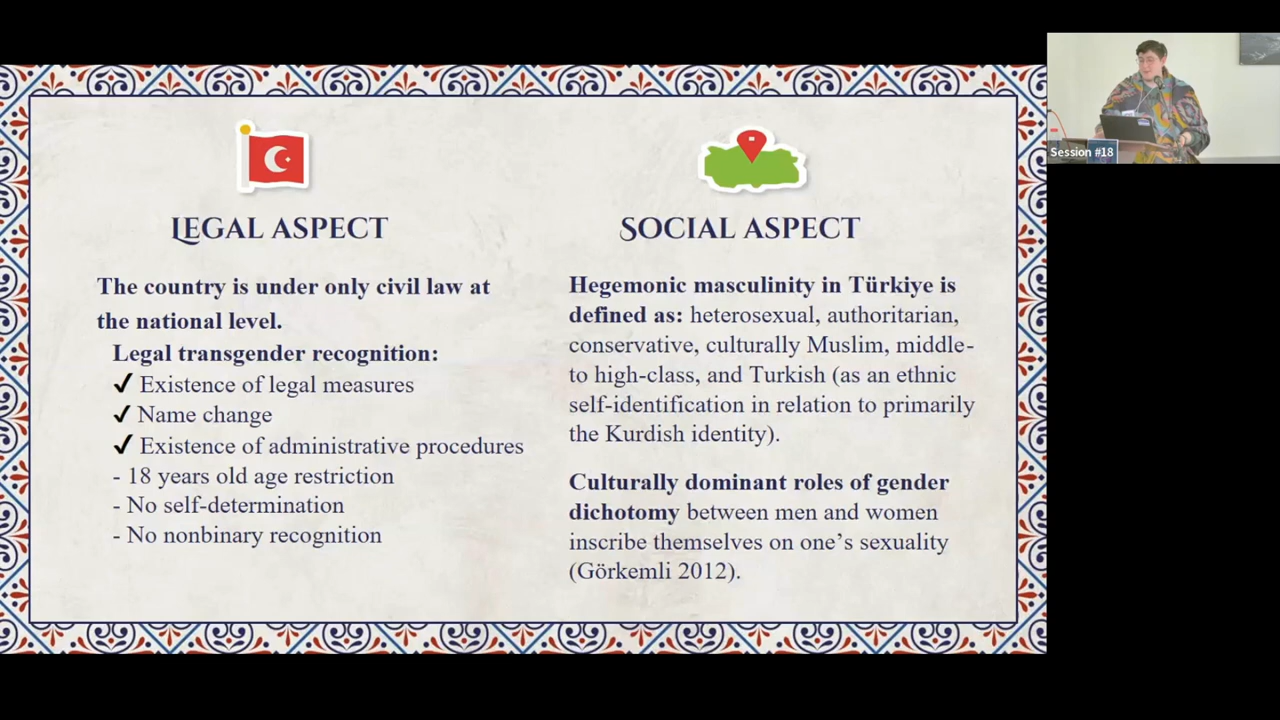 LEGAL ASPECT
The country is under only civil law at
the national level.
Legal transgender recognition:
✓ Existence of legal measures
✓ Name change
✓ Existence of administrative procedures
- 18 years old age restriction
- No self-determination
- No nonbinary recognition
SOCIAL ASPECT
Hegemonic masculinity in Türkiye is
defined as: heterosexual, authoritarian,
conservative, culturally Muslim, middle-
to high-class, and Turkish (as an ethnic
self-identification in relation to primarily
the Kurdish identity).
Culturally dominant roles of gender
dichotomy between men and women
inscribe themselves on one's sexuality
(Görkemli 2012).
Session #18